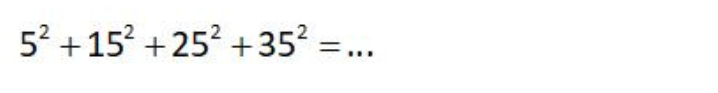 5² + 15² + 25² + 35² = ...